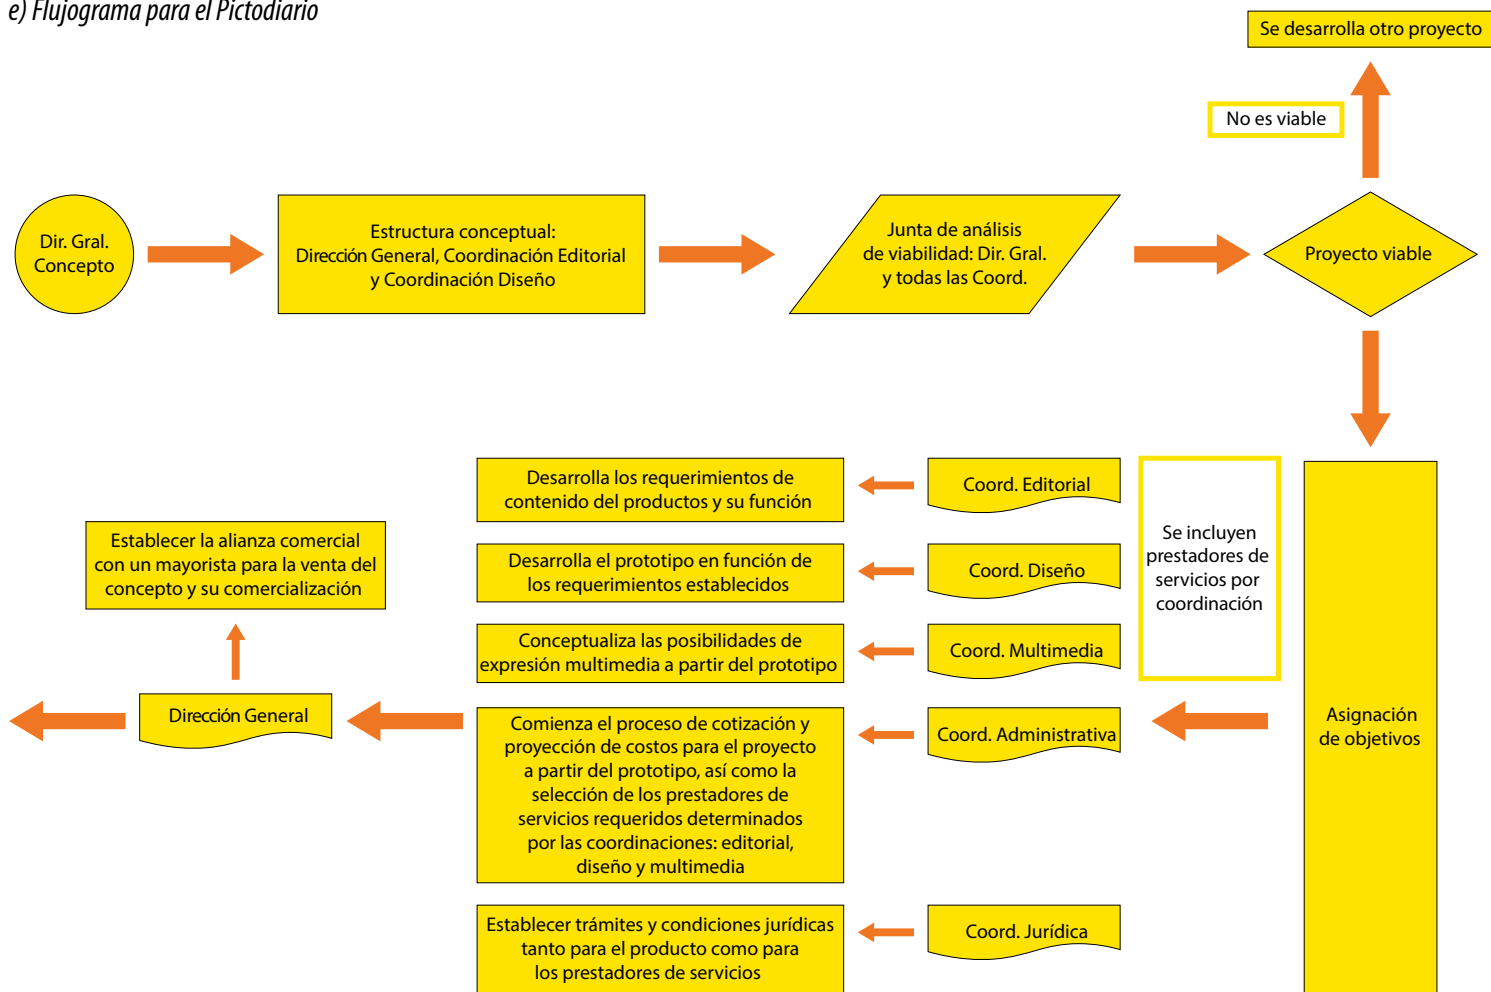 e) Flujograma para el Pictodiario
Se desarrolla otro proyecto
No es viable
Dir. Gral.
Concepto
Estructura conceptual:
Dirección General, Coordinación Editorial
y Coordinación Diseño
Junta de análisis
de viabilidad: Dir. Gral.
y todas las Coord.
Proyecto viable
Desarrolla los requerimientos de
contenido del productos y su función
Coord. Editorial
Se incluyen
prestadores de
servicios por
coordinación
Establecer la alianza comercial
con un mayorista para la venta del
concepto y su comercialización
Desarrolla el prototipo en función de
los requerimientos establecidos
Coord. Diseño
Conceptualiza las posibilidades de
expresión multimedia a partir del prototipo
Coord. Multimedia
Dirección General
Comienza el proceso de cotización y
proyección de costos para el proyecto
a partir del prototipo, así como la
selección de los prestadores de
servicios requeridos determinados
por las coordinaciones: editorial,
diseño y multimedia
Coord. Administrativa
Asignación
de objetivos
Establecer trámites y condiciones jurídicas
tanto para el producto como para
los prestadores de servicios
Coord. Jurídica